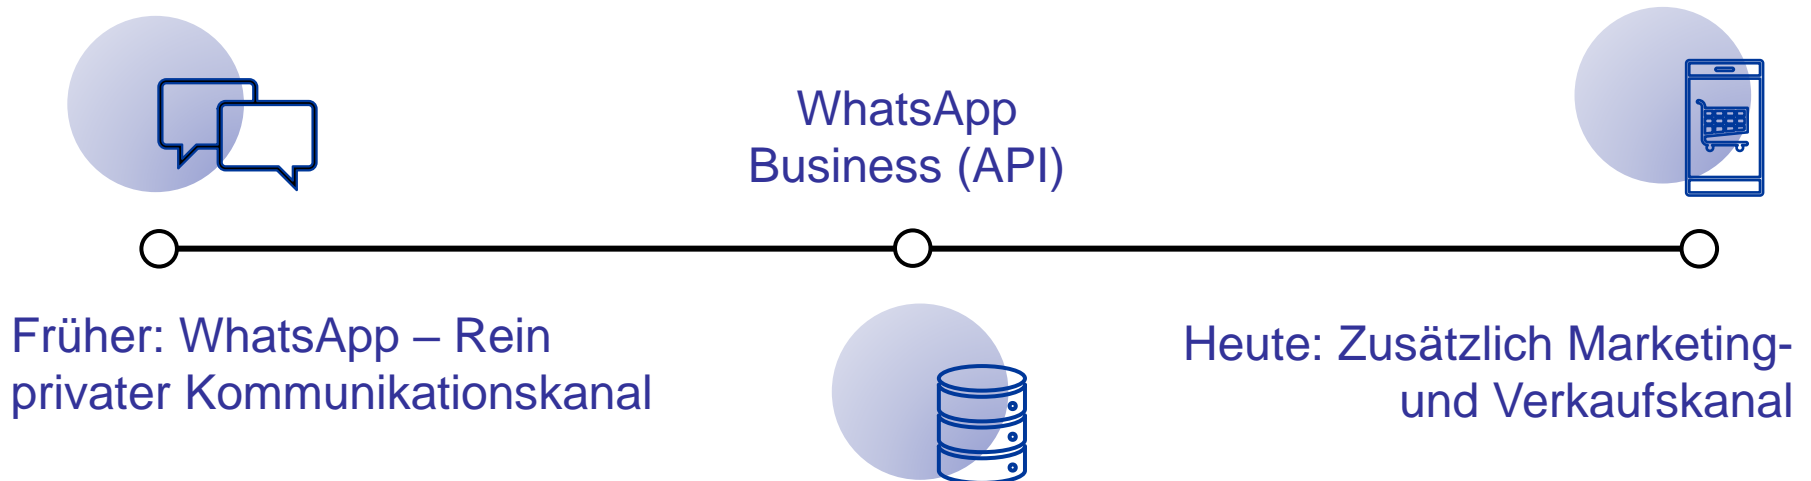 WhatsApp
Business (API)
Früher: WhatsApp – Rein
privater Kommunikationskanal
Heute: Zusätzlich Marketing-
und Verkaufskanal